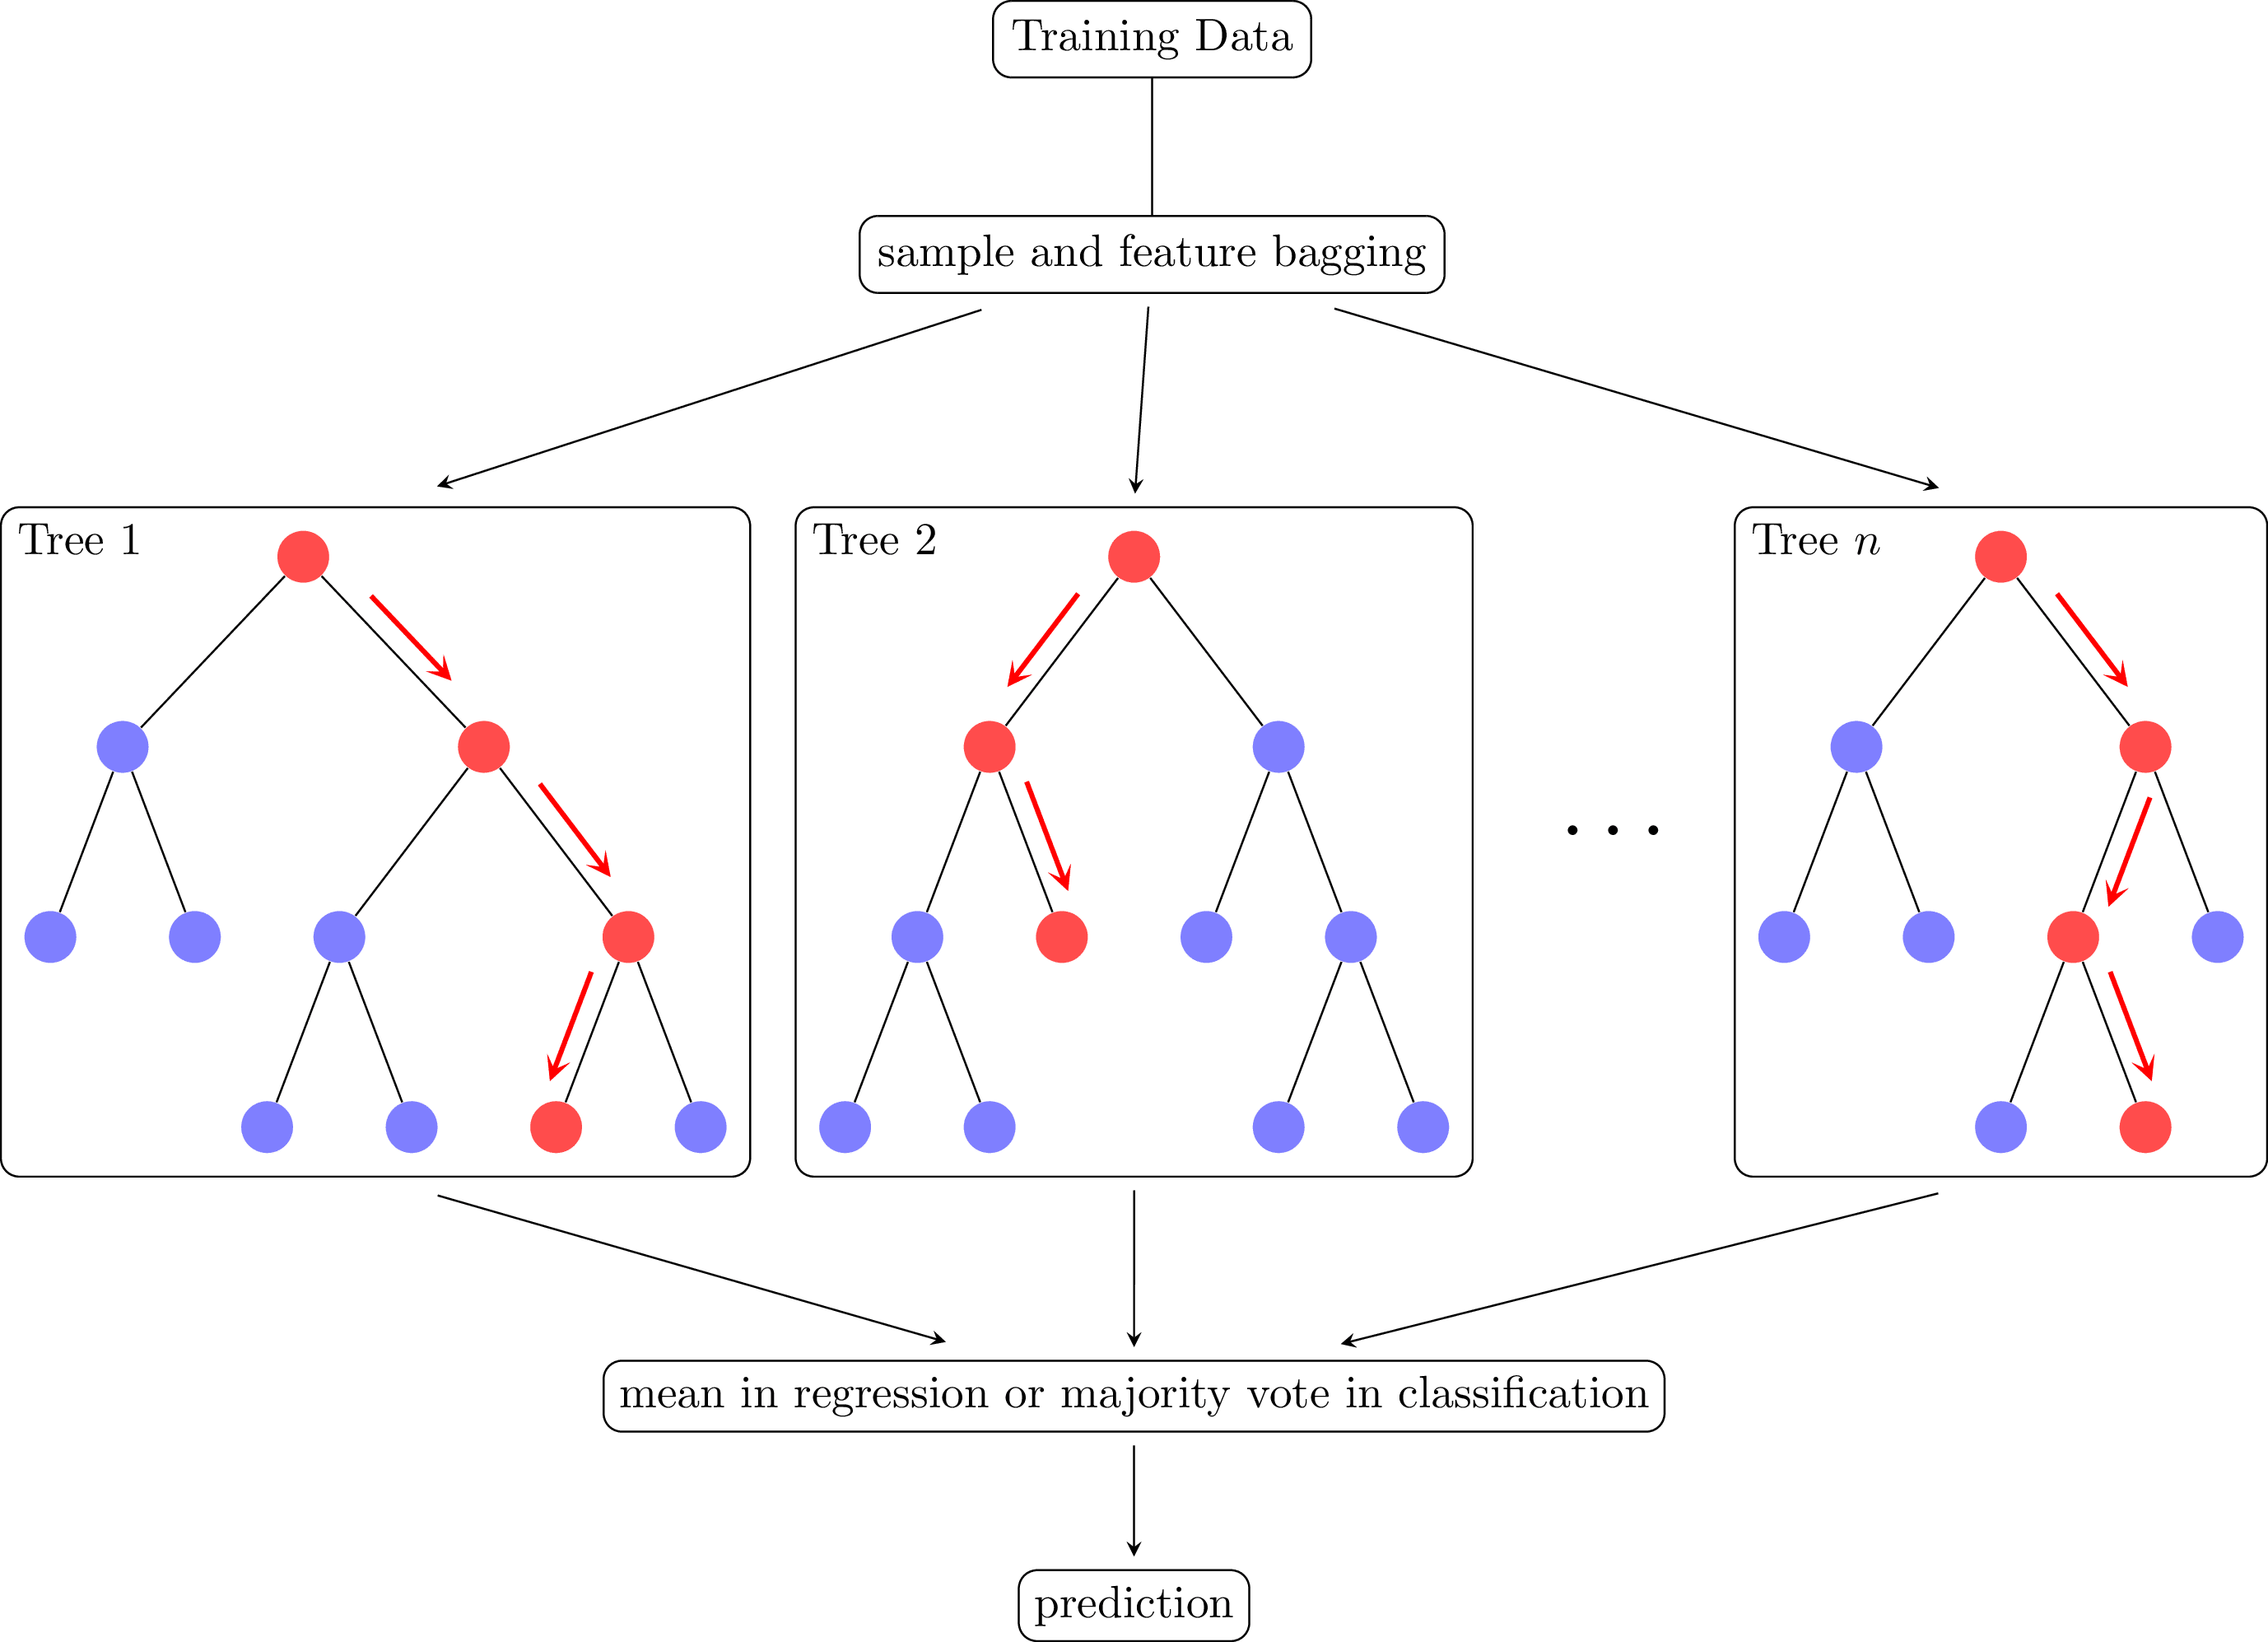 Training Data
sample and feature bagging
Tree 1
Tree 2
Tree n
. . .
mean in regression or majority vote in classification
prediction